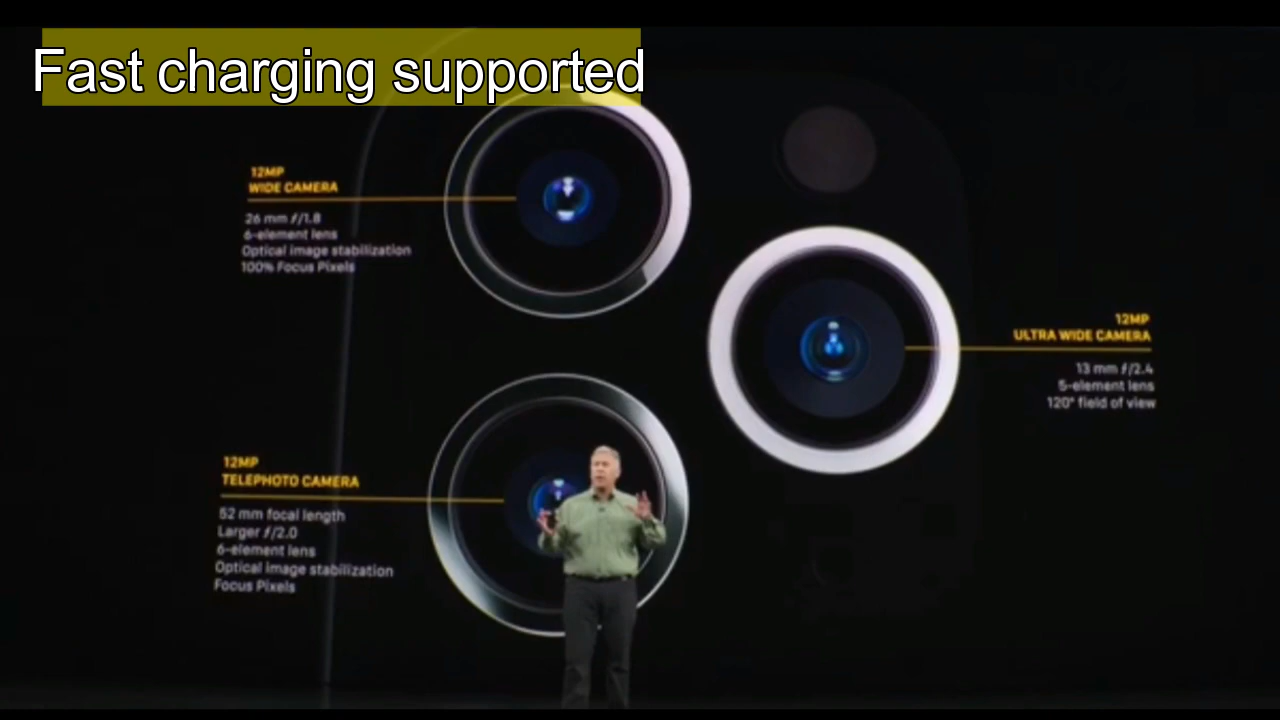 Fast charging supported
12MP
WIDE CAMERA
26 mm ƒ/1.8
6-element lens
Optical image stabilization
100% Focus Pixels
12MP
ULTRA WIDE CAMERA
13 mm ƒ/2.4
5-element lens
120° field of view
12MP
TELEPHOTO CAMERA
52 mm focal length
Larger ƒ/2.0
6-element lens
Optical image stabilization
Focus Pixels